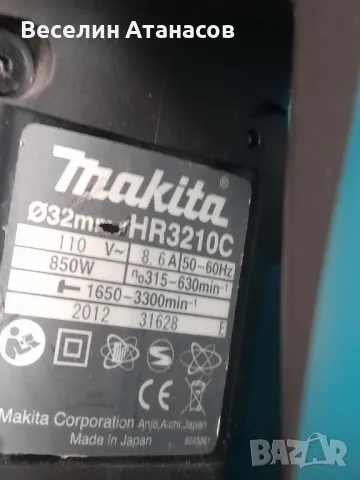 Веселин Атанасов
makita®
Ø32mm HR3210C
110 V~ 8.6A 50-60Hz
850W n₀315-630min⁻¹
1650-3300min⁻¹
2012 31628 E
CE
Makita Corporation Anjo, Aichi, Japan
Made in Japan
BAZAR